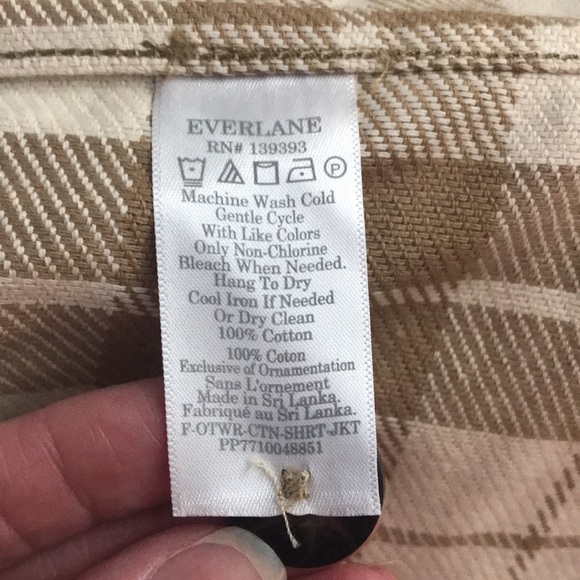 EVERLANE
RN# 139393
P
Machine Wash Cold
Gentle Cycle
With Like Colors
Only Non-Chlorine
Bleach When Needed.
Hang To Dry
Cool Iron If Needed
Or Dry Clean
100% Cotton
100% Coton
Exclusive of Ornamentation
Sans L'ornement
Made in Sri Lanka.
Fabriqué au Sri Lanka.
F-OTWR-CTN-SHRT-JKT
PP7710048851